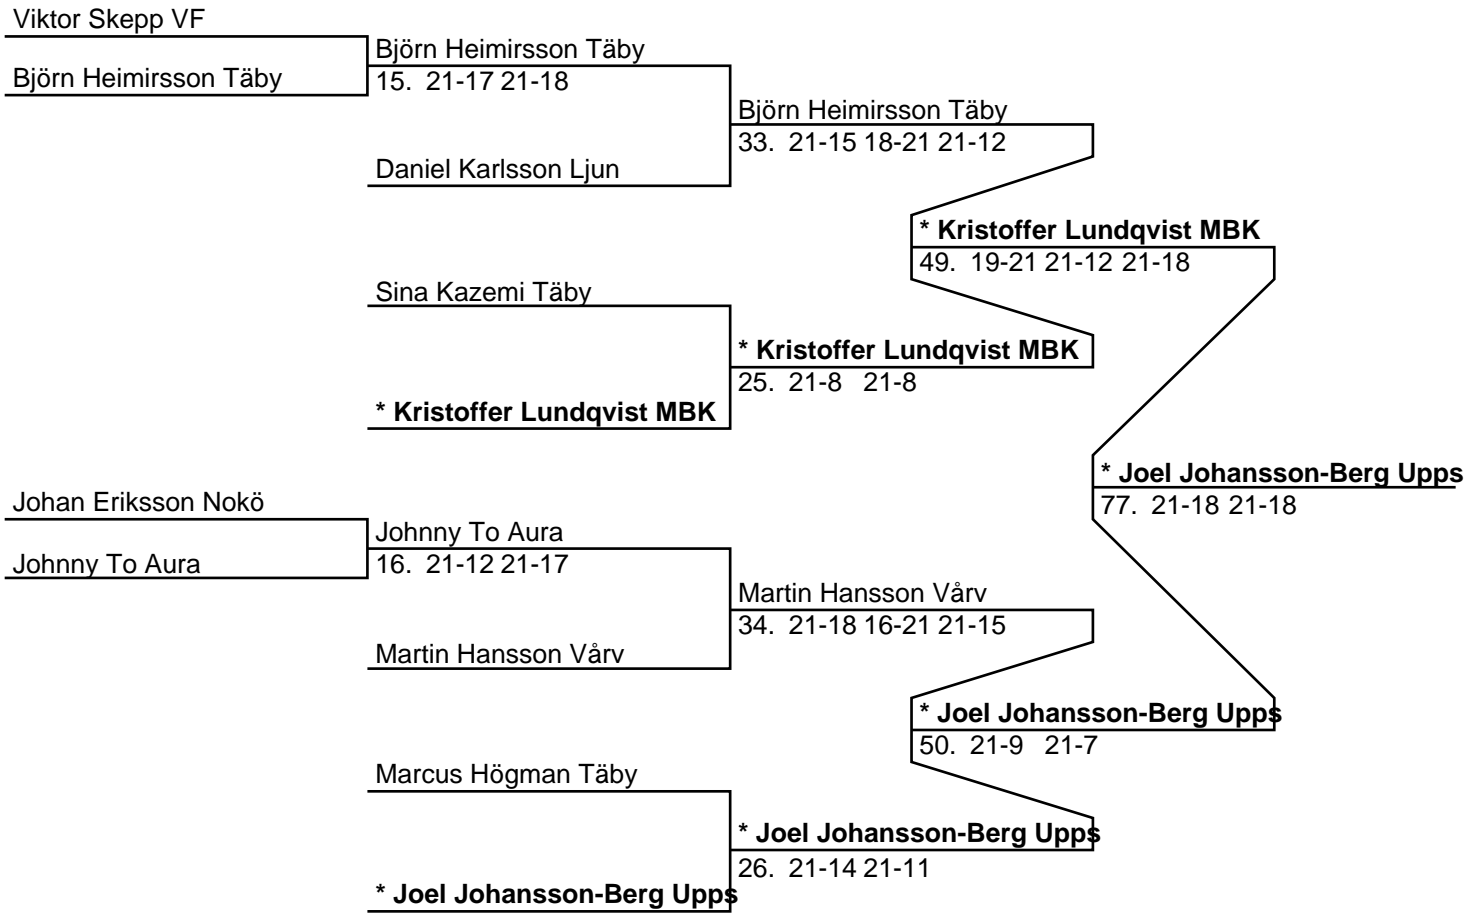 Viktor Skepp VF
Björn Heimirsson Täby
Björn Heimirsson Täby
15. 21-17 21-18
Björn Heimirsson Täby
33. 21-15 18-21 21-12
Daniel Karlsson Ljun
* Kristoffer Lundqvist MBK
49. 19-21 21-12 21-18
Sina Kazemi Täby
* Kristoffer Lundqvist MBK
25. 21-8 21-8
* Kristoffer Lundqvist MBK
* Joel Johansson-Berg Upps
77. 21-18 21-18
Johan Eriksson Nokö
Johnny To Aura
16. 21-12 21-17
Johnny To Aura
Martin Hansson Vårv
34. 21-18 16-21 21-15
Martin Hansson Vårv
* Joel Johansson-Berg Upps
50. 21-9 21-7
Marcus Högman Täby
* Joel Johansson-Berg Upps
26. 21-14 21-11
* Joel Johansson-Berg Upps